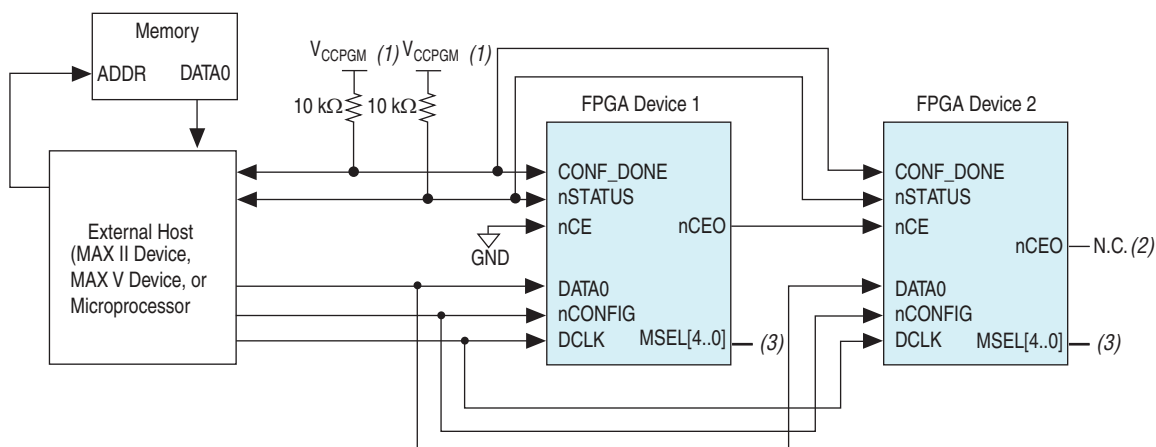 Memory
ADDR DATA0
VCCPGM (1) VCCPGM (1)
10 kΩ 10 kΩ
FPGA Device 1
FPGA Device 2
External Host
(MAX II Device,
MAX V Device, or
Microprocessor
GND
CONF_DONE
nSTATUS
nCE nCEO
DATA0
nCONFIG
DCLK MSEL[4..0] (3)
CONF_DONE
nSTATUS
nCE
nCEO N.C. (2)
DATA0
nCONFIG
DCLK MSEL[4..0] (3)